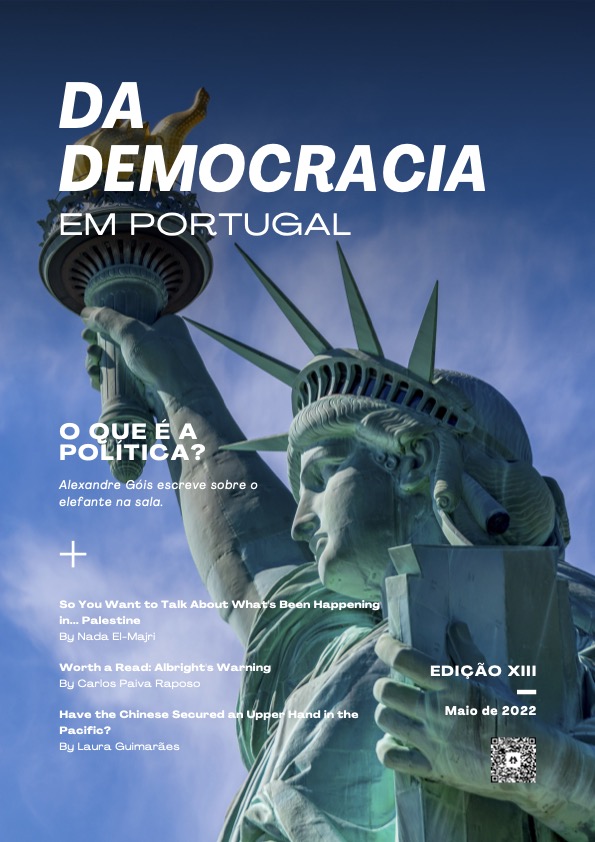 DA
DEMOCRACIA
EM PORTUGAL
O QUE É A
POLÍTICA?
Alexandre Góis escreve sobre o
elefante na sala.
So You Want to Talk About What's Been Happening
in... Palestine
By Nada El-Majri
Worth a Read: Albright's Warning
By Carlos Paiva Raposo
Have the Chinese Secured an Upper Hand in the
Pacific?
By Laura Guimarães
EDIÇÃO XIII
Maio de 2022